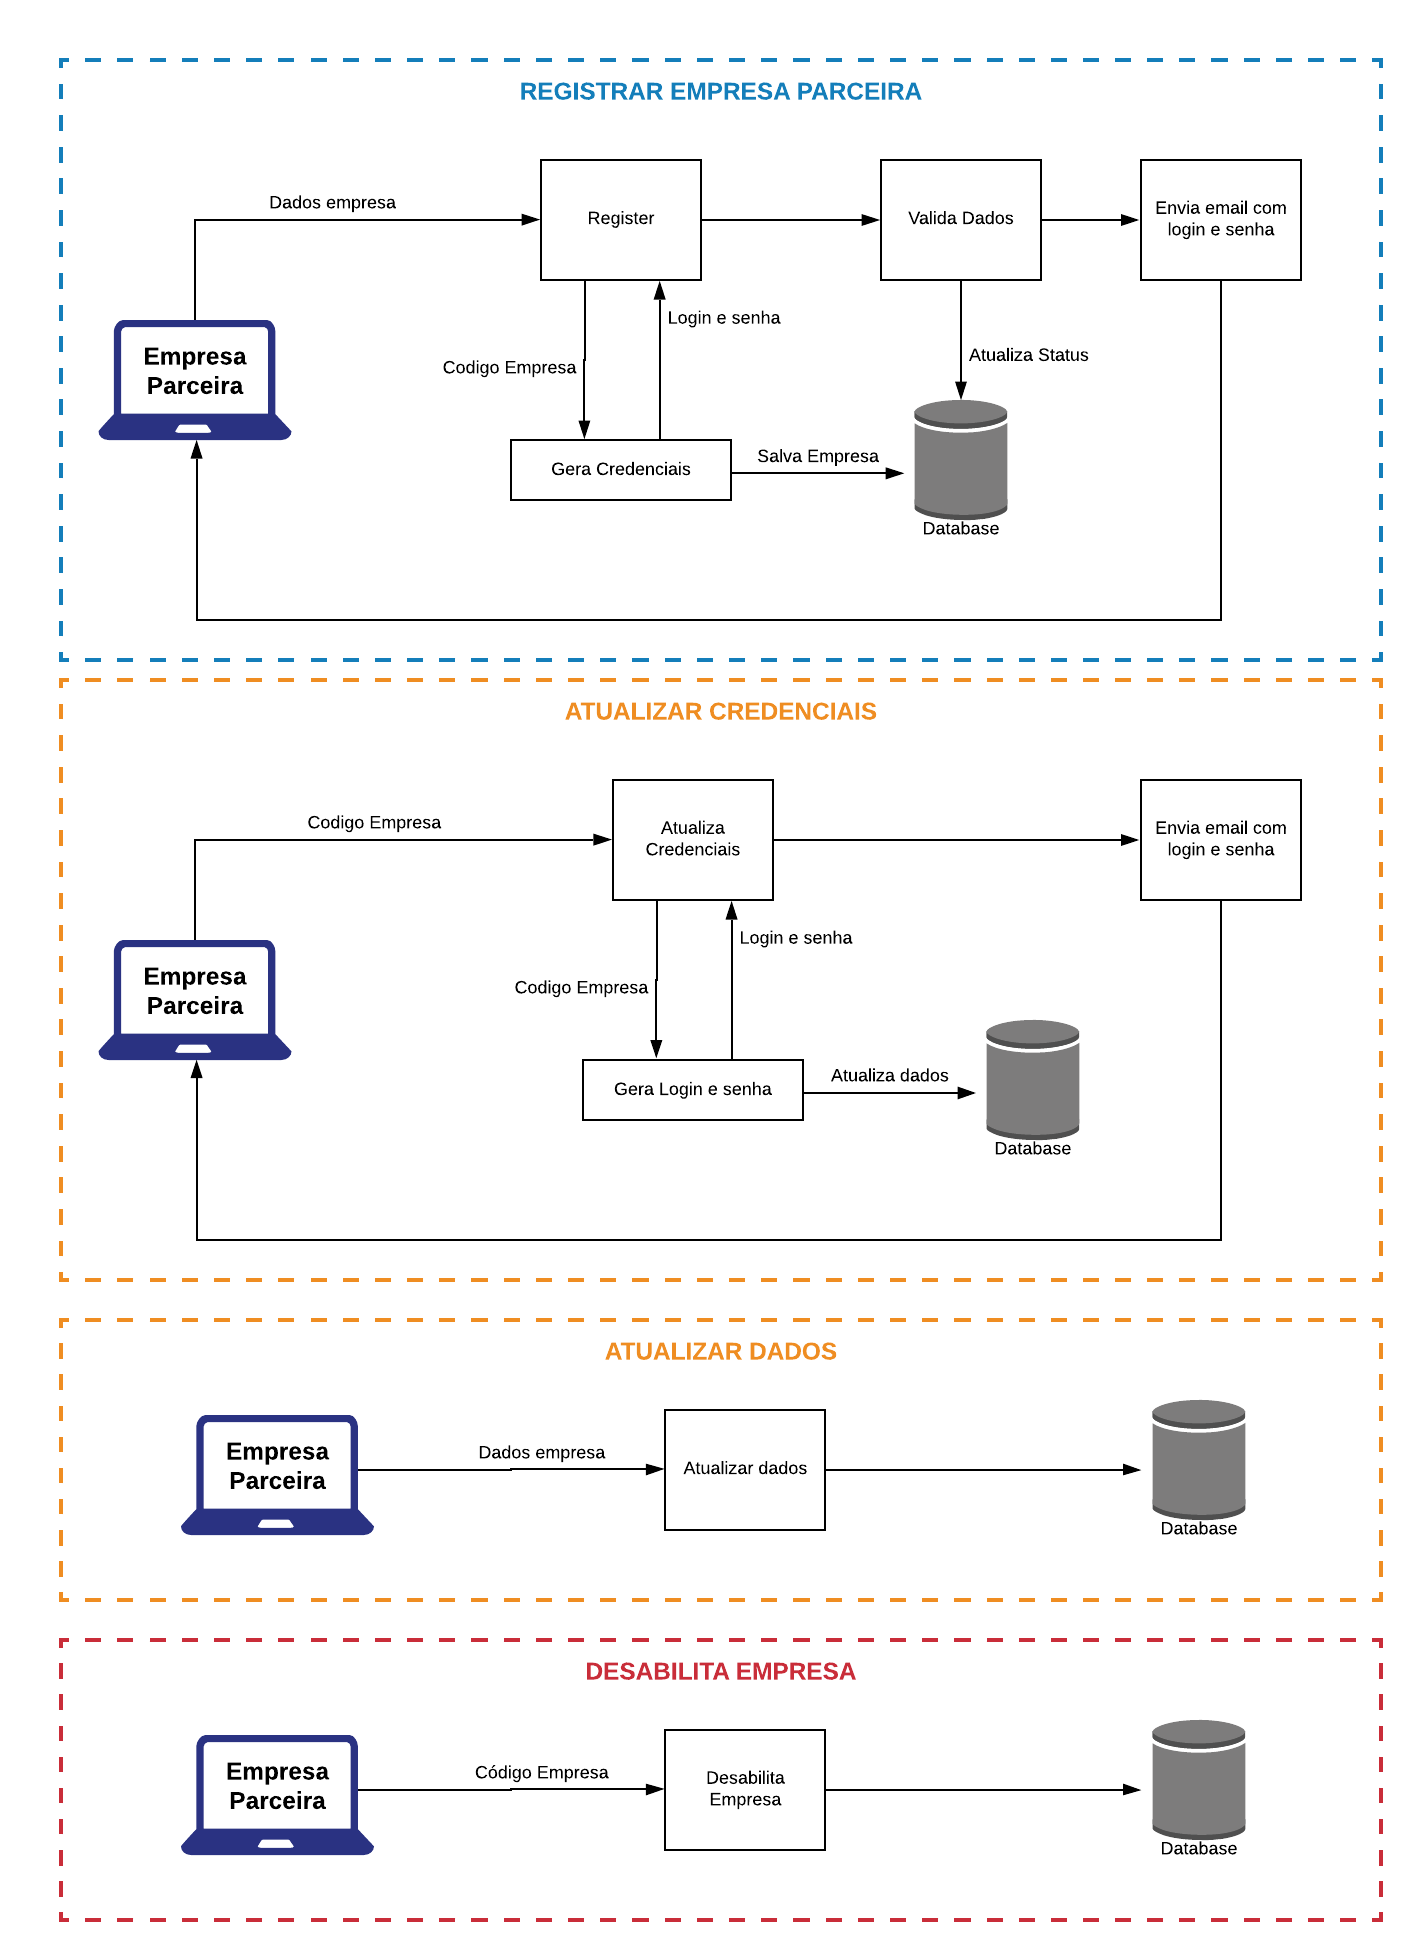 REGISTRAR EMPRESA PARCEIRA
Dados empresa
Register
Valida Dados
Envia email com
login e senha
Login e senha
Empresa
Parceira
Codigo Empresa
Atualiza Status
Gera Credenciais
Salva Empresa
Database
ATUALIZAR CREDENCIAIS
Codigo Empresa
Atualiza
Credenciais
Envia email com
login e senha
Login e senha
Empresa
Parceira
Codigo Empresa
Gera Login e senha
Atualiza dados
Database
ATUALIZAR DADOS
Empresa
Parceira
Dados empresa
Atualizar dados
Database
DESABILITA EMPRESA
Empresa
Parceira
Código Empresa
Desabilita
Empresa
Database